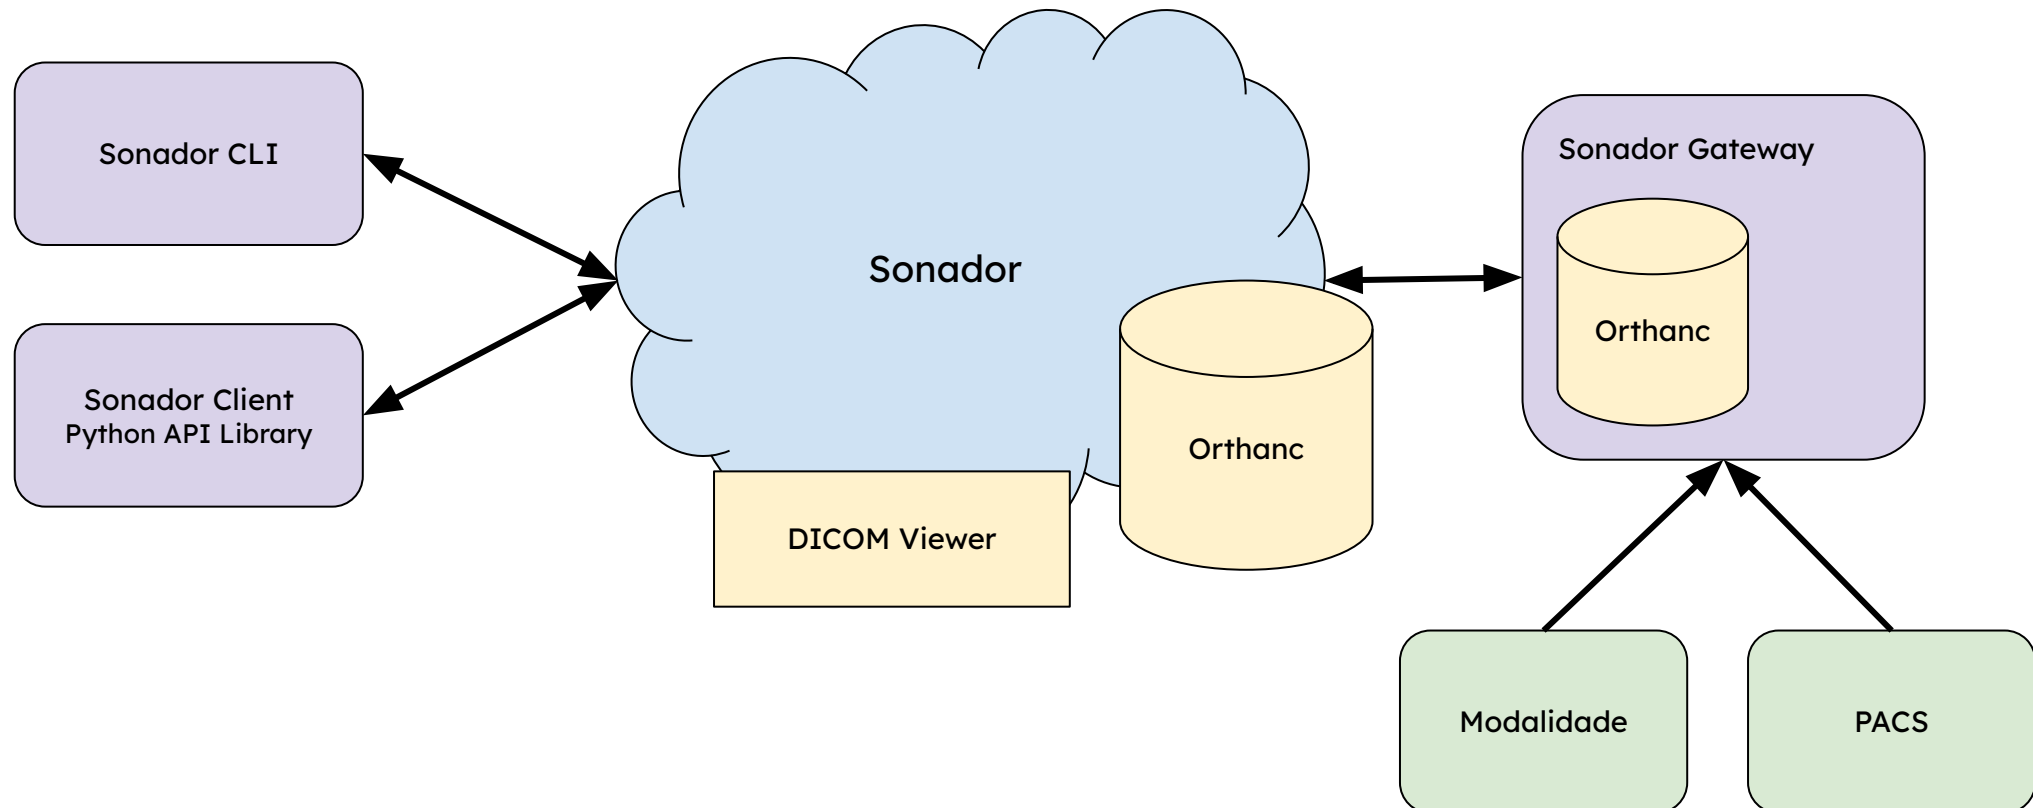 Sonador CLI
Sonador Client
Python API Library
Sonador
DICOM Viewer
Orthanc
Sonador Gateway
Orthanc
Modalidade
PACS